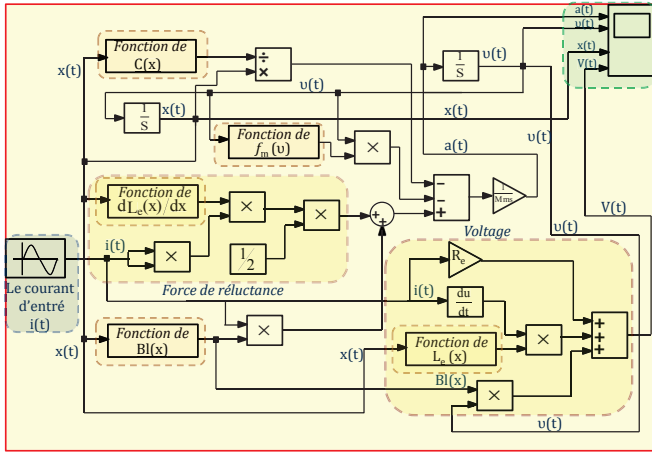 a(t)
υ(t)
x(t)
V(t)
Fonction de
C(x)
÷
×
x(t)
1/S
υ(t)
υ(t)
1/S
x(t)
x(t)
υ(t)
Fonction de
fm(υ)
×
a(t)
−
−
+
1/Mms
Fonction de
dLe(x)/dx
×
×
+
+
V(t)
i(t)
×
1/2
Voltage
υ(t)
Re
Le courant
d'entré
i(t)
Force de réluctance
i(t)
du/dt
+
+
+
x(t)
Fonction de
Bl(x)
×
x(t)
Fonction de
Le(x)
×
Bl(x)
×
υ(t)